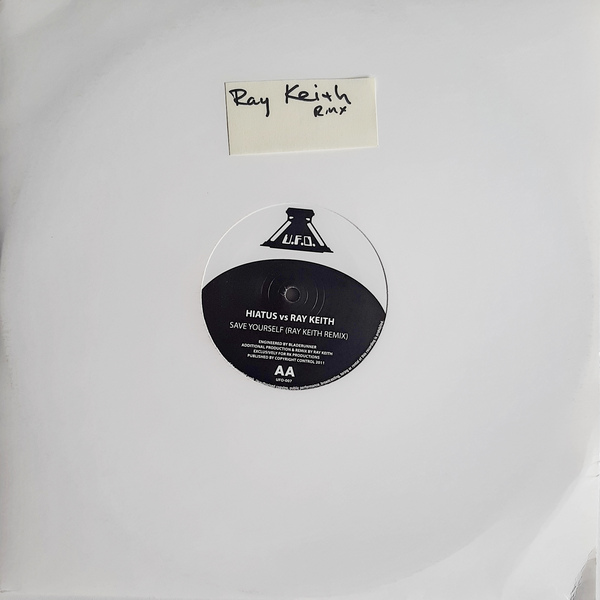 Ray Keith
Rmx
U.F.O.
HIATUS vs RAY KEITH
SAVE YOURSELF (RAY KEITH REMIX)
ENGINEERED BY BLADERUNNER
ADDITIONAL PRODUCTION & REMIX BY RAY KEITH
EXCLUSIVELY FOR RK PRODUCTIONS
PUBLISHED BY COPYRIGHT CONTROL 2011
AA
UFO-007